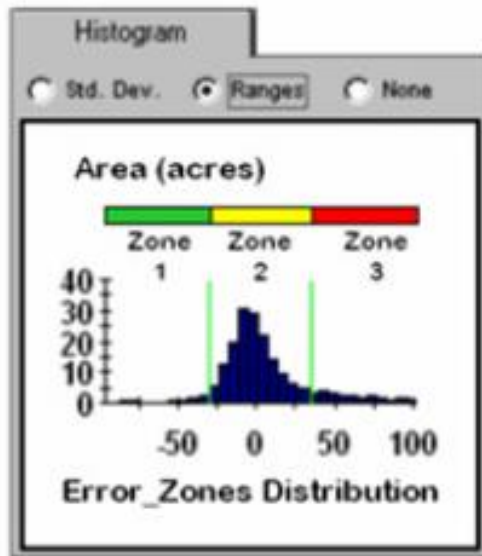 Histogram
Std. Dev. Ranges None
Area (acres)
Zone 1 Zone 2 Zone 3
40
30
20
10
0
-50 0 50 100
Error_Zones Distribution